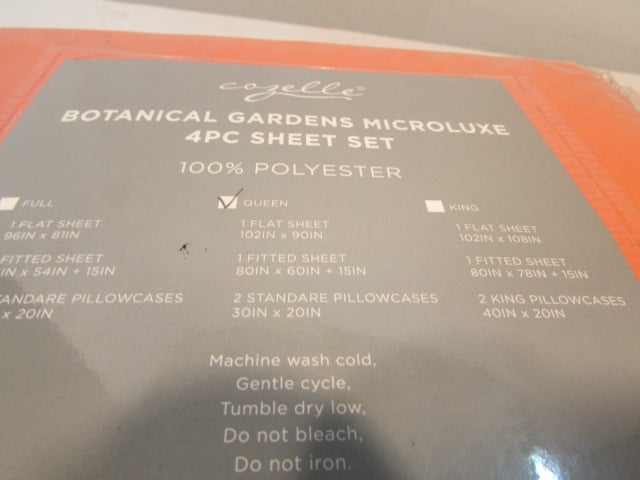 cozelle®
BOTANICAL GARDENS MICROLUXE
4PC SHEET SET
100% POLYESTER
FULL
1 FLAT SHEET
96IN x 81IN
1 FITTED SHEET
IN x 54IN + 15IN
TANDARE PILLOWCASES
x 20IN
QUEEN
1 FLAT SHEET
102IN x 90IN
1 FITTED SHEET
80IN x 60IN + 15IN
2 STANDARE PILLOWCASES
30IN x 20IN
KING
1 FLAT SHEET
102IN x 108IN
1 FITTED SHEET
80IN x 78IN + 15IN
2 KING PILLOWCASES
40IN x 20IN
Machine wash cold,
Gentle cycle,
Tumble dry low,
Do not bleach,
Do not iron.